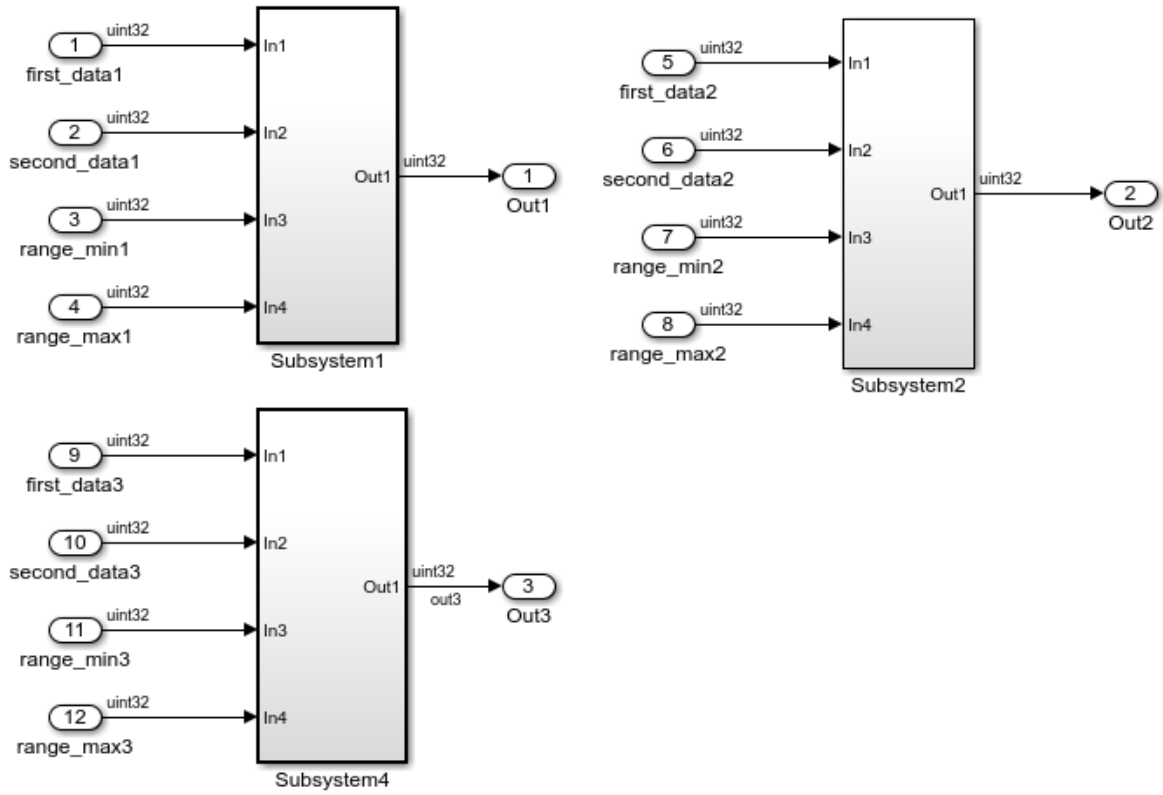 uint32
1
In1
first_data1
uint32
2
In2
second_data1
uint32
Out1
1
Out1
uint32
3
In3
range_min1
uint32
4
In4
range_max1
Subsystem1
uint32
5
In1
first_data2
uint32
6
In2
second_data2
uint32
Out1
2
Out2
uint32
7
In3
range_min2
uint32
8
In4
range_max2
Subsystem2
uint32
9
In1
first_data3
uint32
10
In2
second_data3
uint32
Out1
out3
3
Out3
uint32
11
In3
range_min3
uint32
12
In4
range_max3
Subsystem4